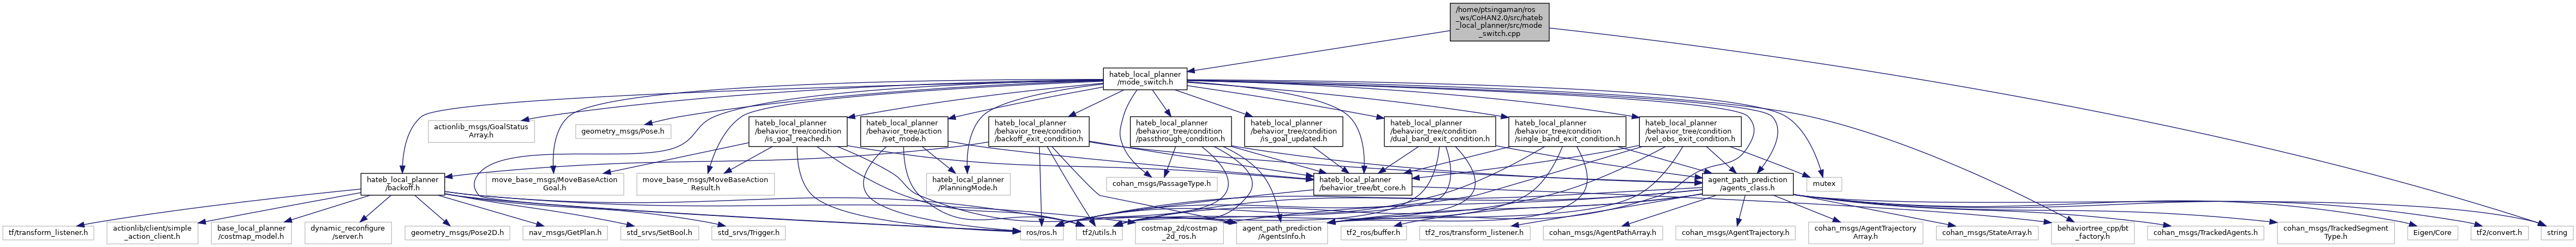 /home/ptsingaman/ros
_ws/CoHAN2.0/src/hateb
_local_planner/src/mode
_switch.cpp
hateb_local_planner
/mode_switch.h
actionlib_msgs/GoalStatus
Array.h
geometry_msgs/Pose.h
hateb_local_planner
/behavior_tree/condition
/is_goal_reached.h
hateb_local_planner
/behavior_tree/action
/set_mode.h
hateb_local_planner
/behavior_tree/condition
/backoff_exit_condition.h
hateb_local_planner
/behavior_tree/condition
/passthrough_condition.h
hateb_local_planner
/behavior_tree/condition
/is_goal_updated.h
hateb_local_planner
/behavior_tree/condition
/dual_band_exit_condition.h
hateb_local_planner
/behavior_tree/condition
/single_band_exit_condition.h
hateb_local_planner
/behavior_tree/condition
/vel_obs_exit_condition.h
hateb_local_planner
/backoff.h
move_base_msgs/MoveBaseAction
Goal.h
move_base_msgs/MoveBaseAction
Result.h
hateb_local_planner
/PlanningMode.h
cohan_msgs/PassageType.h
hateb_local_planner
/behavior_tree/bt_core.h
agent_path_prediction
/agents_class.h
mutex
tf/transform_listener.h
actionlib/client/simple
_action_client.h
base_local_planner
/costmap_model.h
dynamic_reconfigure
/server.h
geometry_msgs/Pose2D.h
nav_msgs/GetPlan.h
std_srvs/SetBool.h
std_srvs/Trigger.h
ros/ros.h
tf2/utils.h
costmap_2d/costmap
_2d_ros.h
agent_path_prediction
/AgentsInfo.h
tf2_ros/buffer.h
tf2_ros/transform_listener.h
cohan_msgs/AgentPathArray.h
cohan_msgs/AgentTrajectory.h
cohan_msgs/AgentTrajectory
Array.h
cohan_msgs/StateArray.h
behaviortree_cpp/bt
_factory.h
cohan_msgs/TrackedAgents.h
cohan_msgs/TrackedSegment
Type.h
Eigen/Core
tf2/convert.h
string